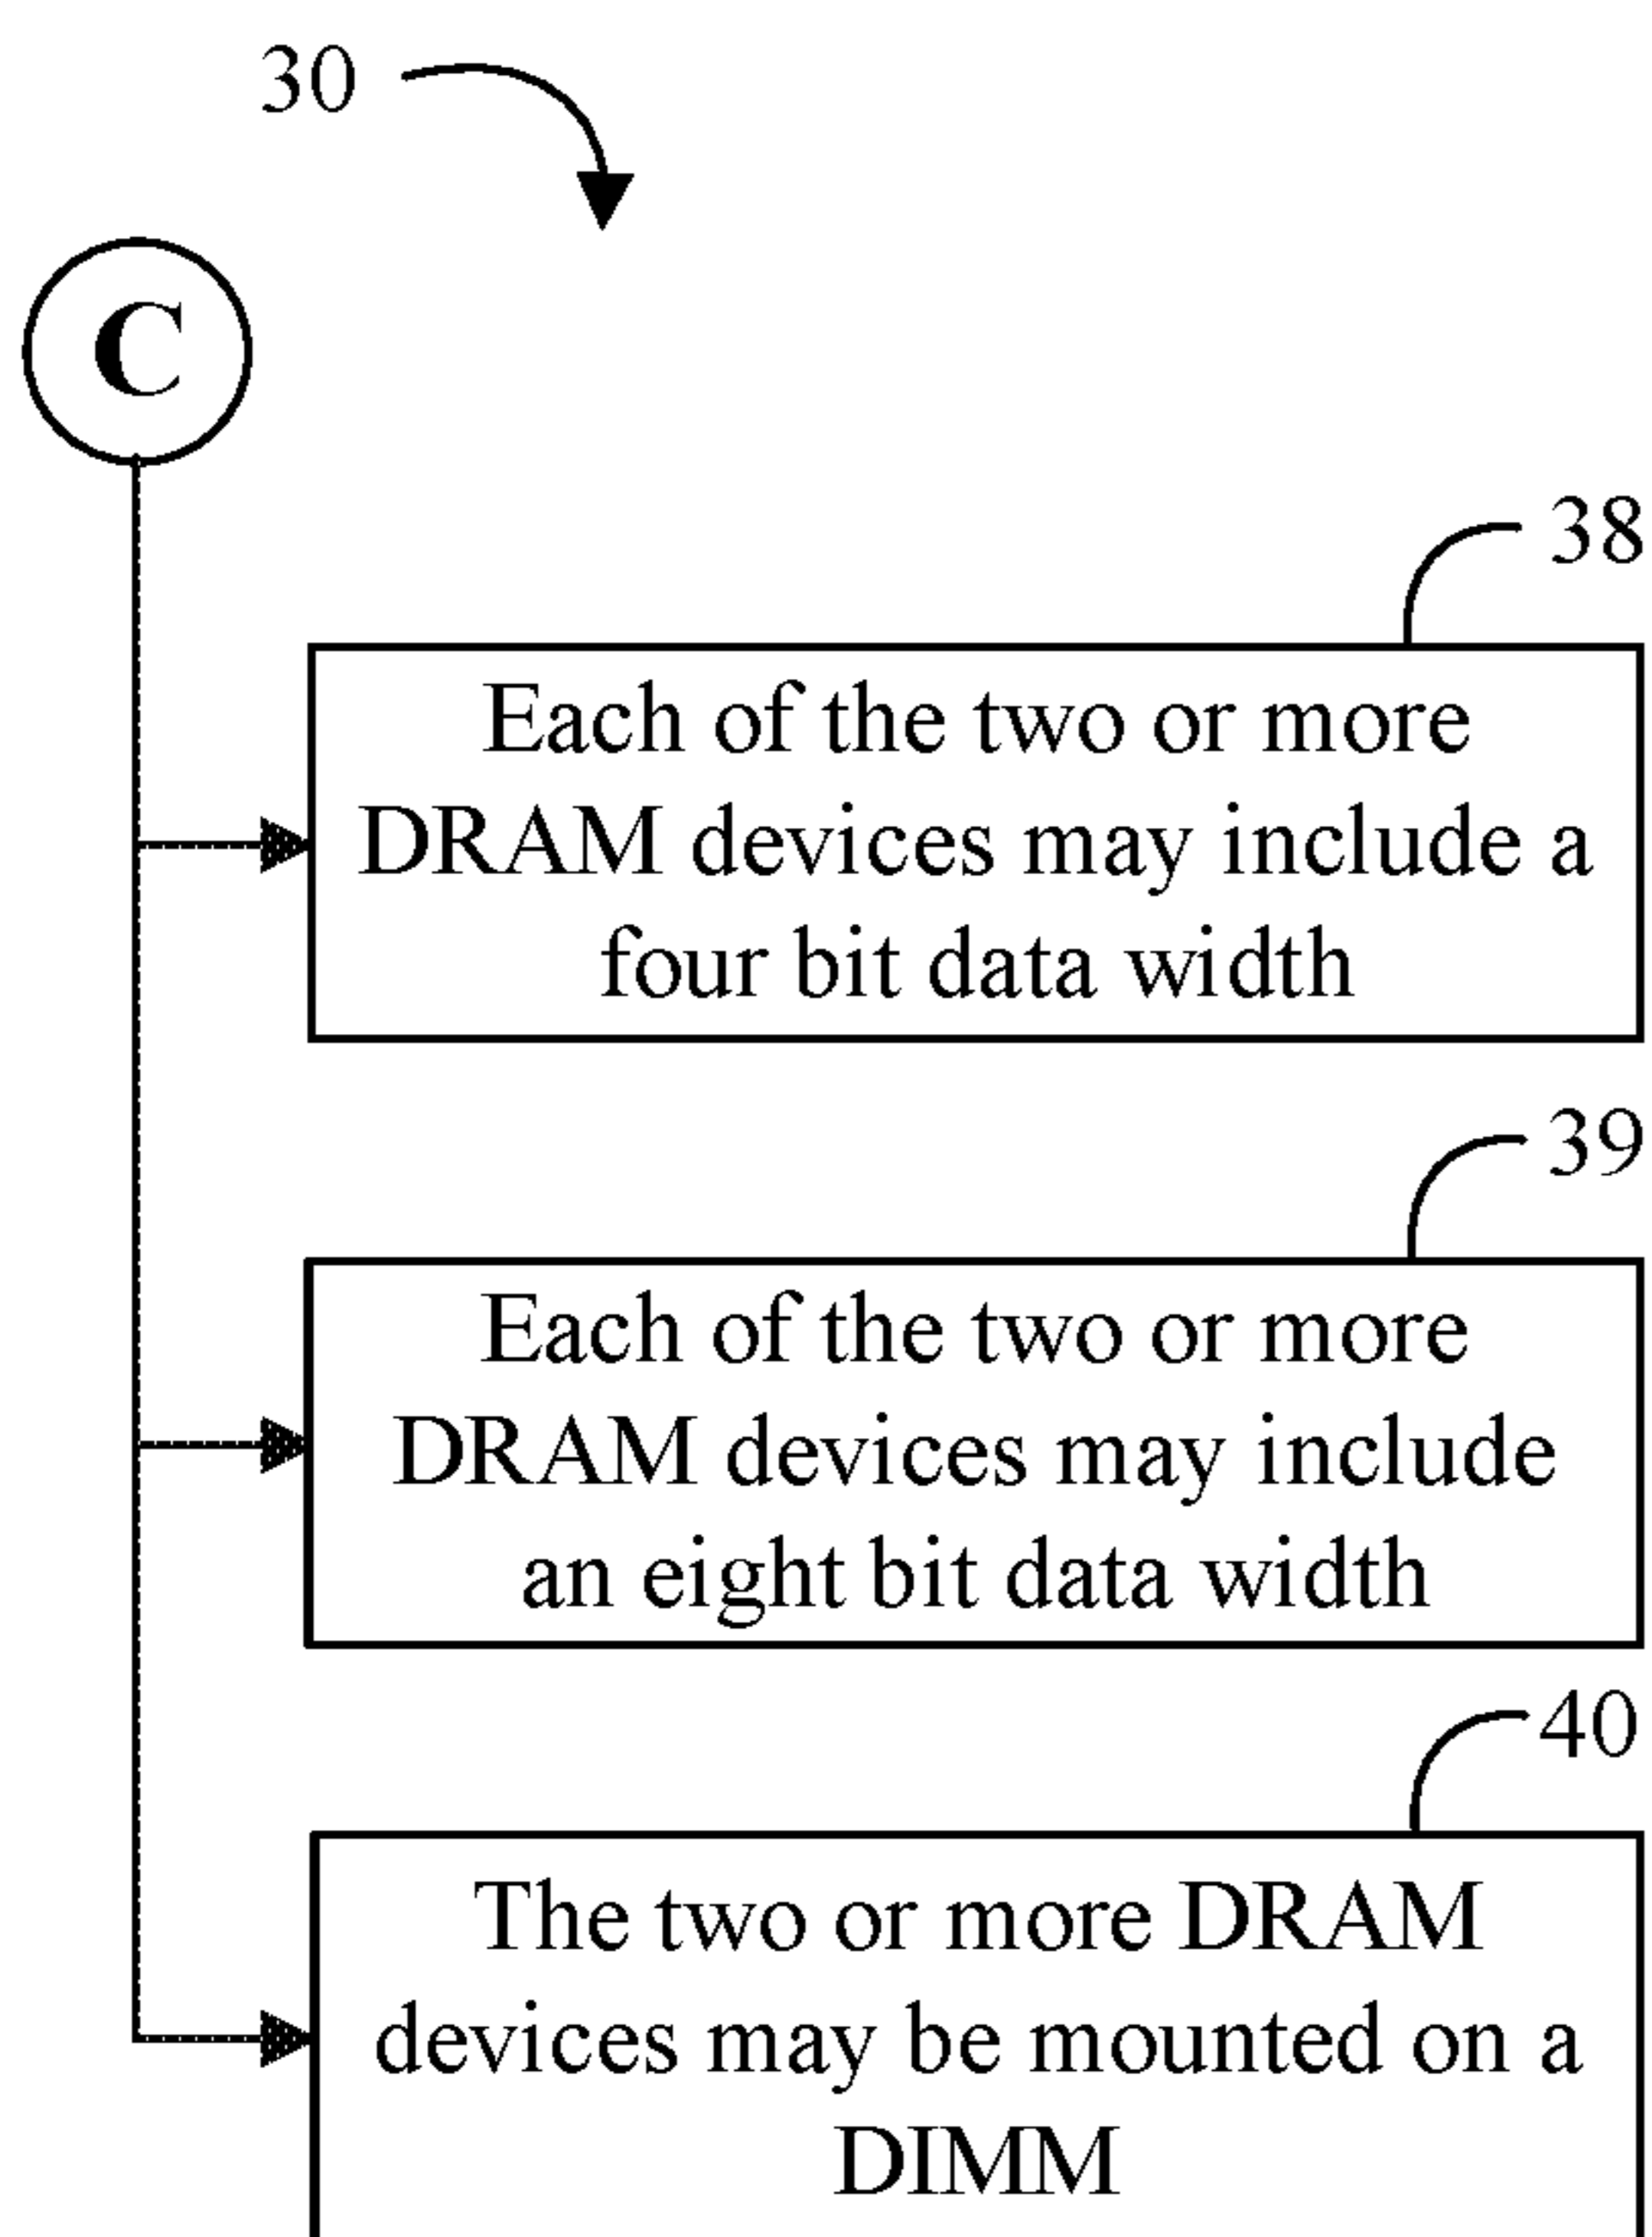 30
C
38
Each of the two or more
DRAM devices may include a
four bit data width
39
Each of the two or more
DRAM devices may include
an eight bit data width
40
The two or more DRAM
devices may be mounted on a
DIMM